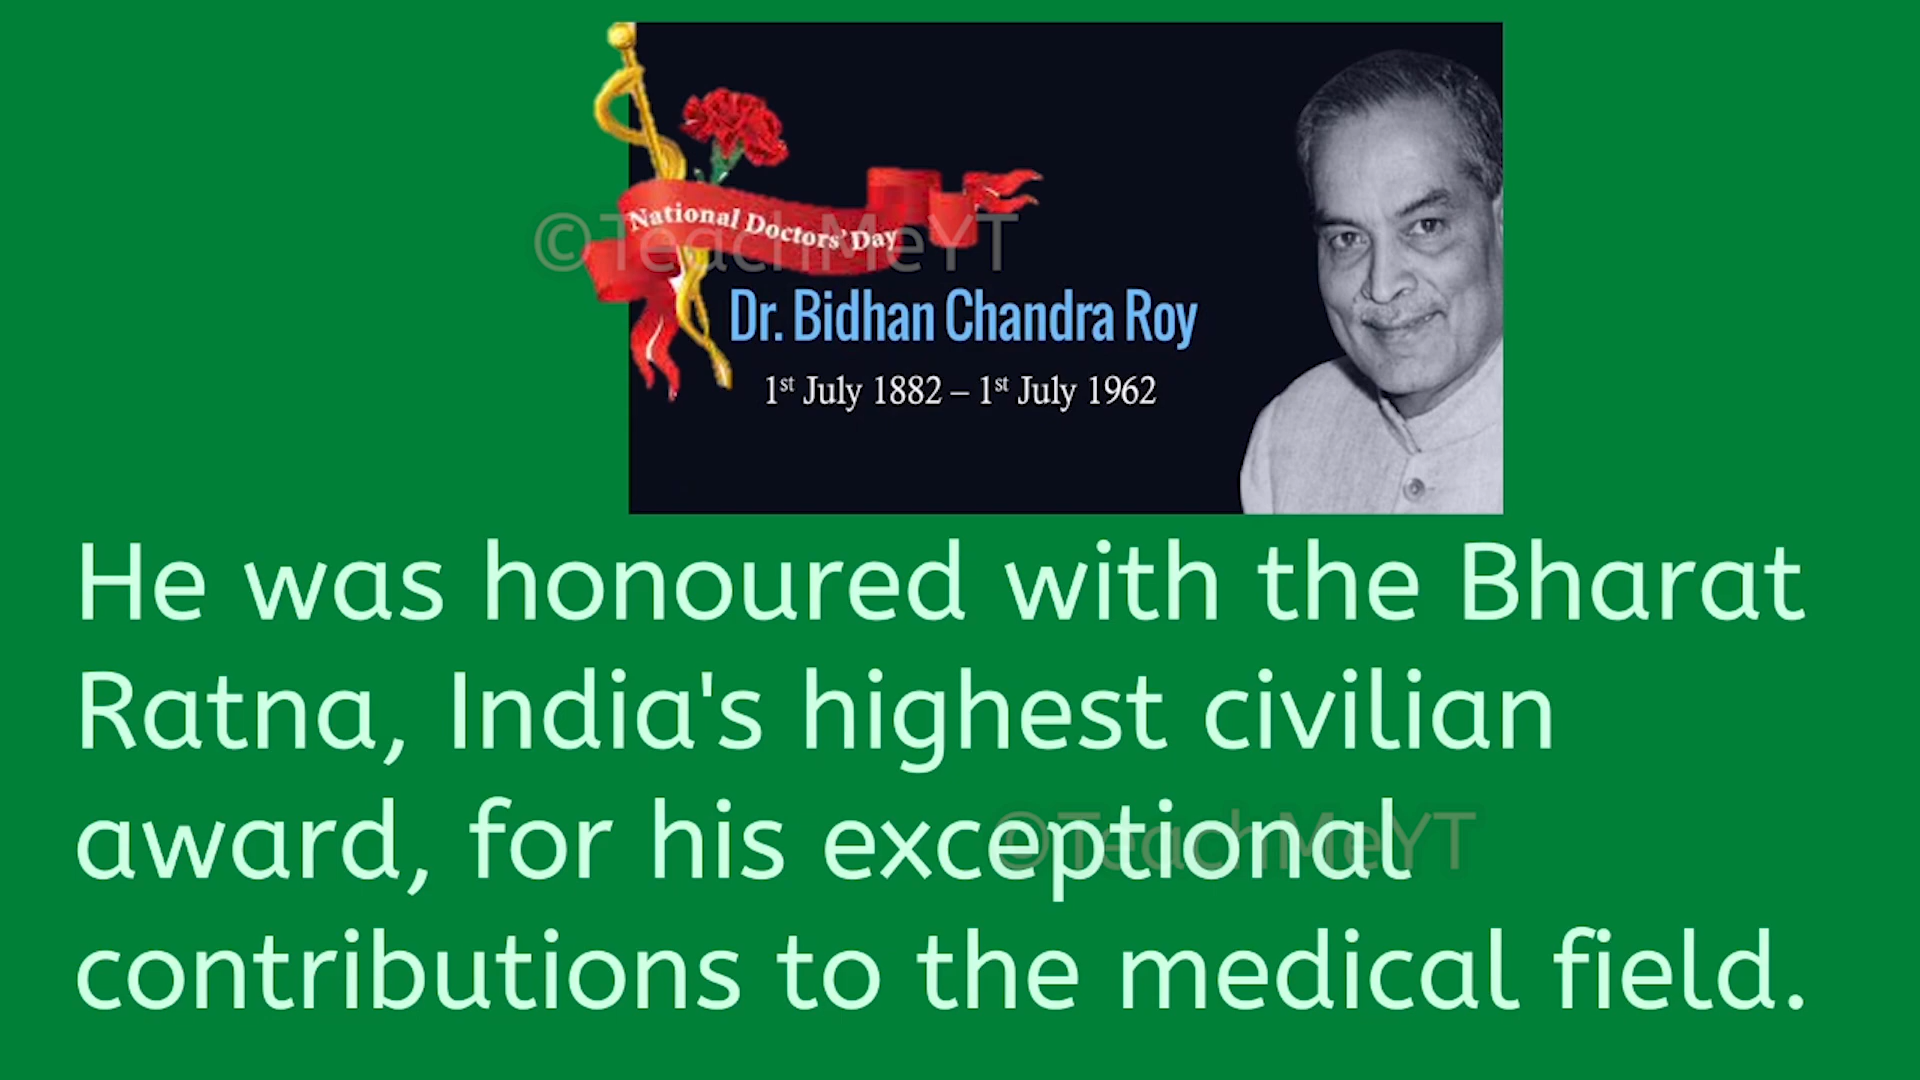 National Doctors' Day
©TeachMeYT
Dr. Bidhan Chandra Roy
1st July 1882 – 1st July 1962
He was honoured with the Bharat
Ratna, India's highest civilian
award, for his exceptional
©TeachMeYT
contributions to the medical field.